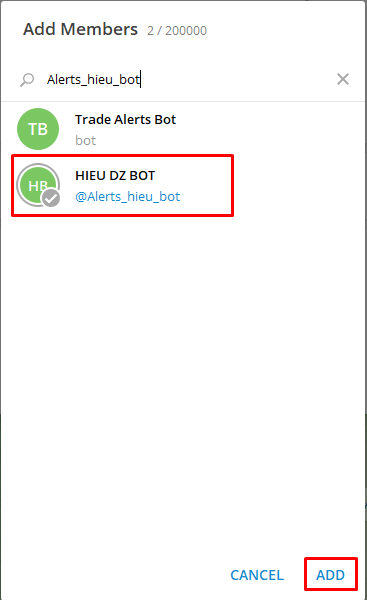 Add Members 2 / 200000
Alerts_hieu_bot
TB
Trade Alerts Bot
bot
HB
HIEU DZ BOT
@Alerts_hieu_bot
CANCEL ADD